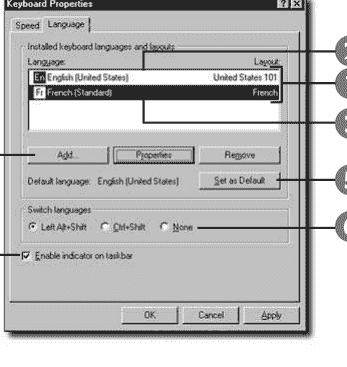 Keyboard Properties
Speed Language
Installed keyboard languages and layouts
Language: Layout:
En English (United States) United States 101
Fr French (Standard) French
Add... Properties Remove
Default language: English (United States) Set as Default
Switch languages
Left Alt+Shift Ctrl+Shift None
Enable indicator on taskbar
OK Cancel Apply